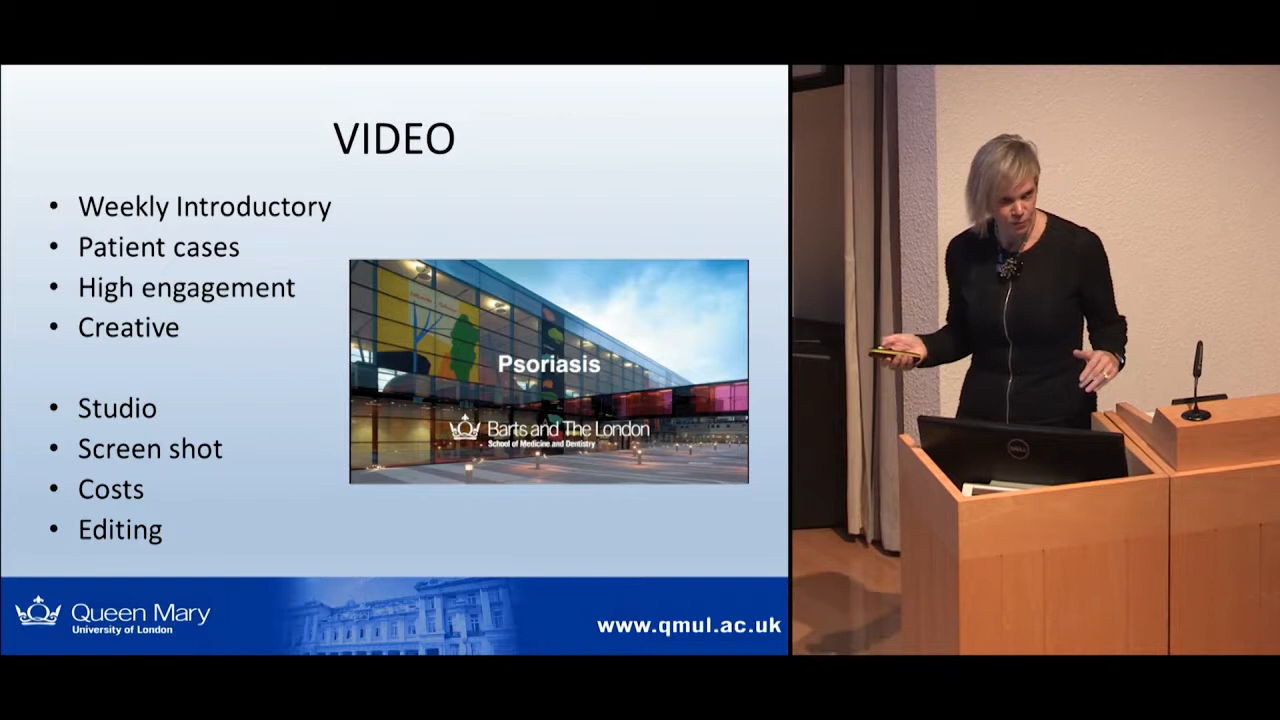 VIDEO
• Weekly Introductory
• Patient cases
• High engagement
• Creative
• Studio
• Screen shot
• Costs
• Editing
Psoriasis
Barts and The London
School of Medicine and Dentistry
Queen Mary
University of London
www.qmul.ac.uk
DELL